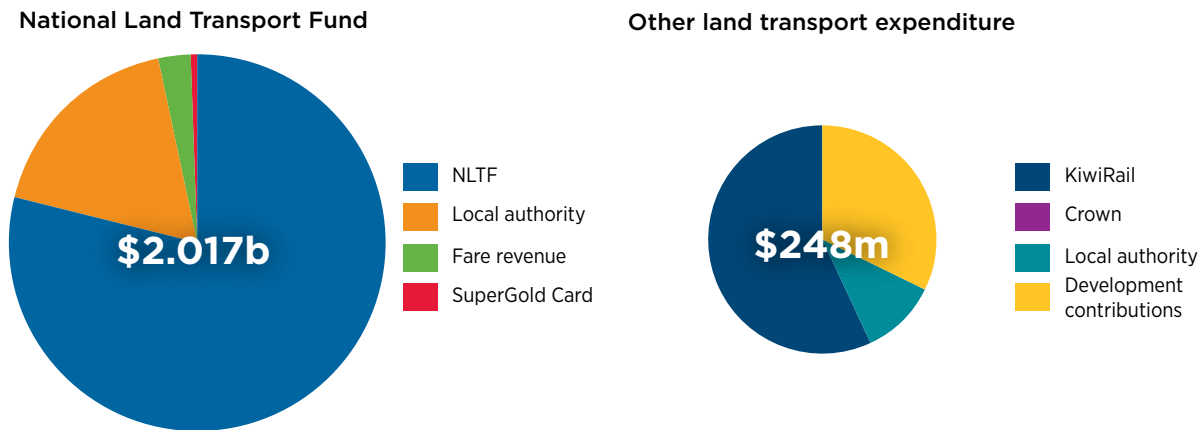 National Land Transport Fund
$2.017b
NLTF
Local authority
Fare revenue
SuperGold Card
Other land transport expenditure
$248m
KiwiRail
Crown
Local authority
Development
contributions